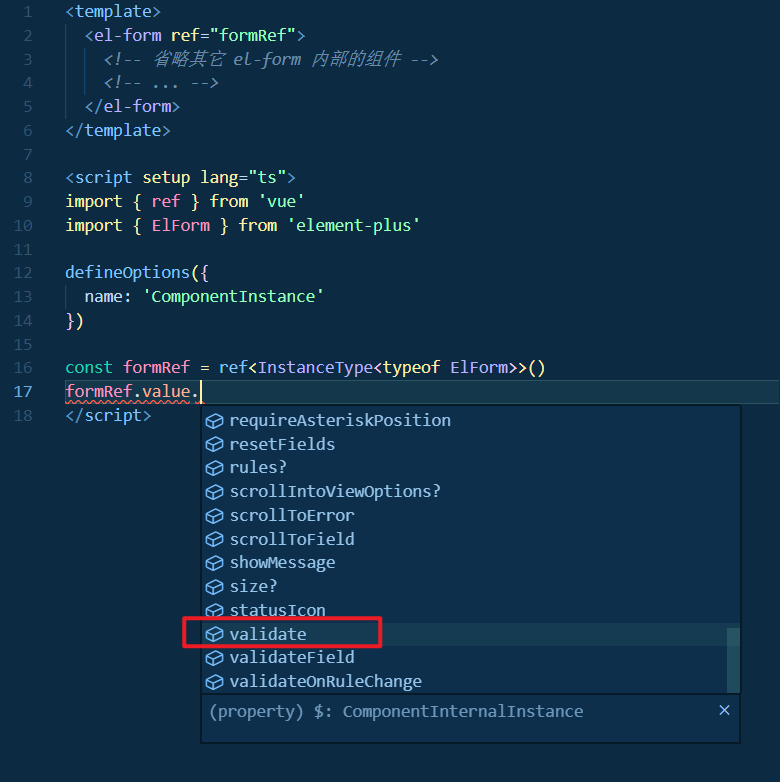 1 <template>
2 <el-form ref="formRef">
3 <!-- 省略其它 el-form 内部的组件 -->
4 <!-- ... -->
5 </el-form>
6 </template>
7
8 <script setup lang="ts">
9 import { ref } from 'vue'
10 import { ElForm } from 'element-plus'
11
12 defineOptions({
13 name: 'ComponentInstance'
14 })
15
16 const formRef = ref<InstanceType<typeof ElForm>>()
17 formRef.value.
18 </script>
requireAsteriskPosition
resetFields
rules?
scrollIntoViewOptions?
scrollToError
scrollToField
showMessage
size?
statusIcon
validate
validateField
validateOnRuleChange
(property) $: ComponentInternalInstance ×